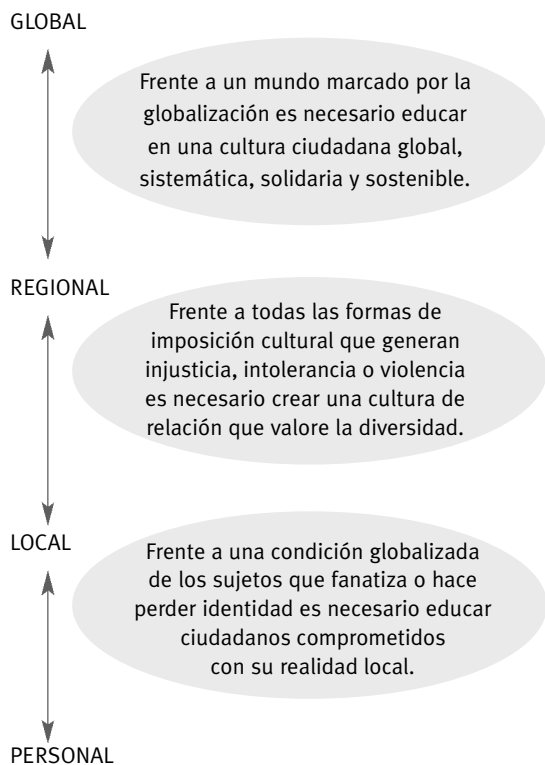 GLOBAL
Frente a un mundo marcado por la
globalización es necesario educar
en una cultura ciudadana global,
sistemática, solidaria y sostenible.
REGIONAL
Frente a todas las formas de
imposición cultural que generan
injusticia, intolerancia o violencia
es necesario crear una cultura de
relación que valore la diversidad.
LOCAL
Frente a una condición globalizada
de los sujetos que fanatiza o hace
perder identidad es necesario educar
ciudadanos comprometidos
con su realidad local.
PERSONAL